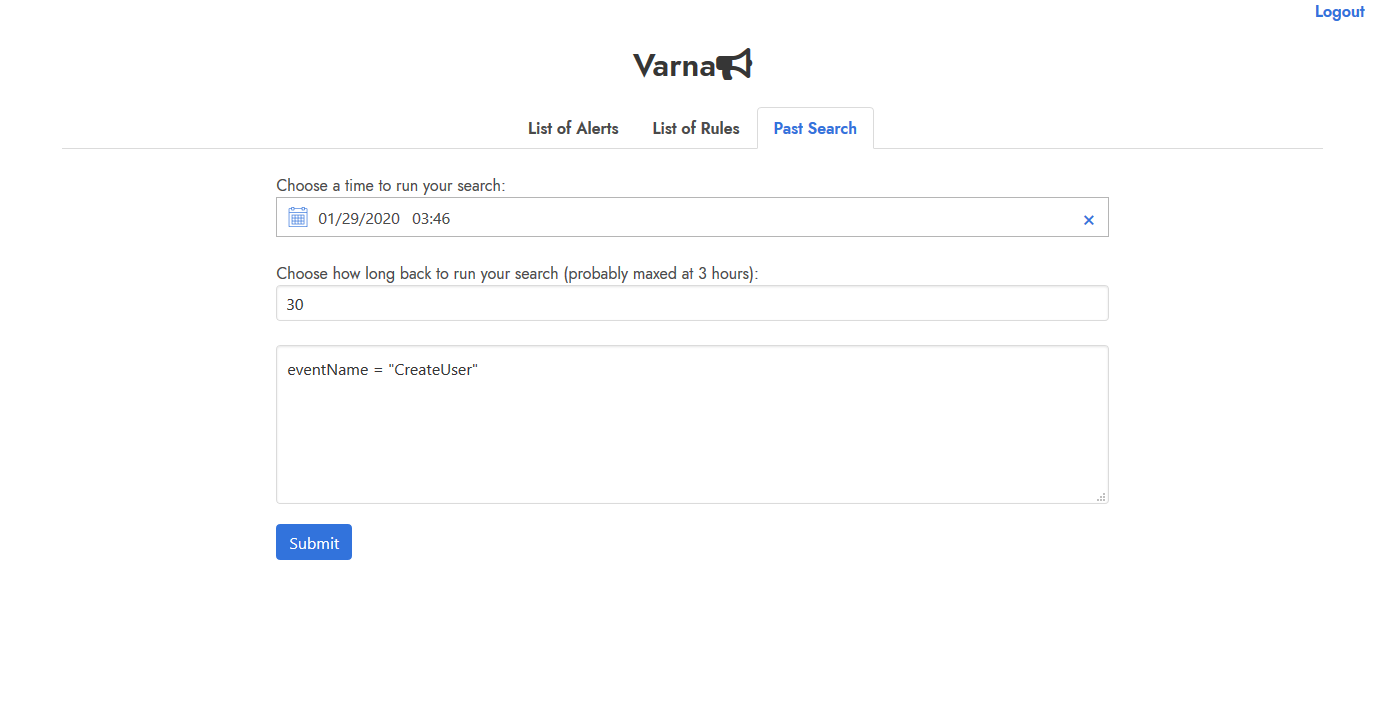 Logout
Varna
List of Alerts List of Rules Past Search
Choose a time to run your search:
01/29/2020 03:46
Choose how long back to run your search (probably maxed at 3 hours):
30
eventName = "CreateUser"
Submit